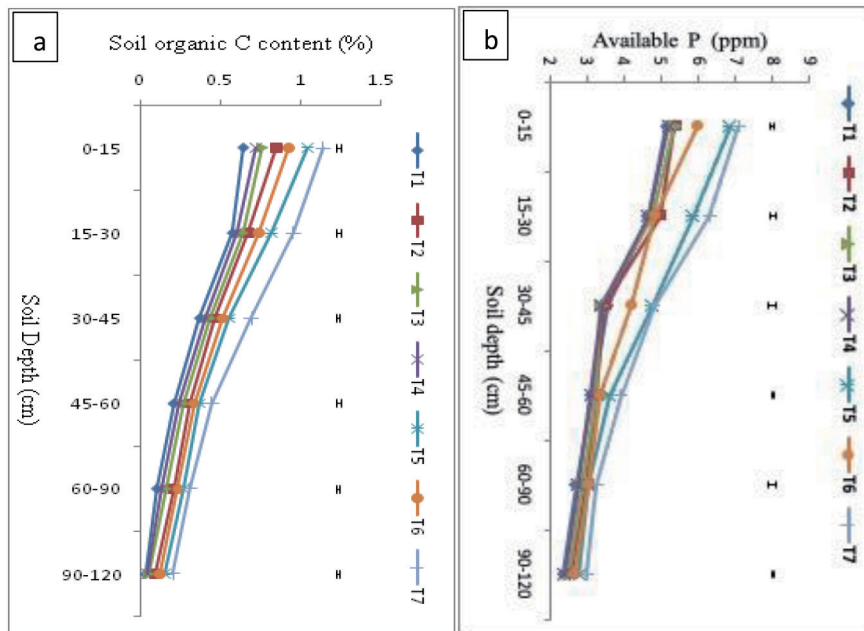 a
Soil organic C content (%)
0 0.5 1 1.5
0-15
15-30
30-45
45-60
60-90
90-120
Soil Depth (cm)
T1
T2
T3
T4
T5
T6
T7
b
Available P (ppm)
2 3 4 5 6 7 9
0-15
15-30
30-45
45-60
60-90
90-120
Soil depth (cm)
T1
T2
T3
T4
T5
T6
T7